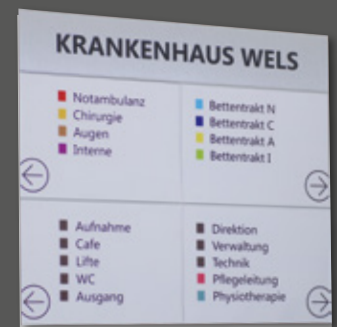 KRANKENHAUS WELS
Notambulanz
Chirurgie
Augen
Interne
Bettentrakt N
Bettentrakt C
Bettentrakt A
Bettentrakt I
Aufnahme
Cafe
Lifte
WC
Ausgang
Direktion
Verwaltung
Technik
Pflegeleitung
Physiotherapie